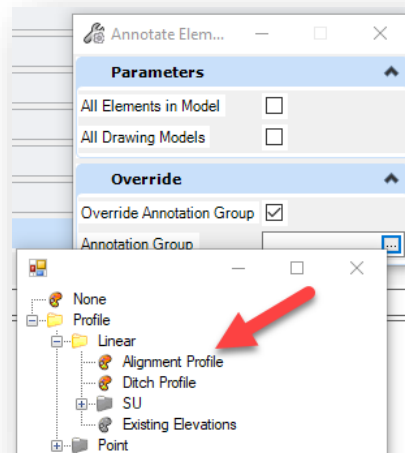 Annotate Elem...
Parameters
All Elements in Model
All Drawing Models
Override
Override Annotation Group
Annotation Group ...
None
Profile
Linear
Alignment Profile
Ditch Profile
SU
Existing Elevations
Point